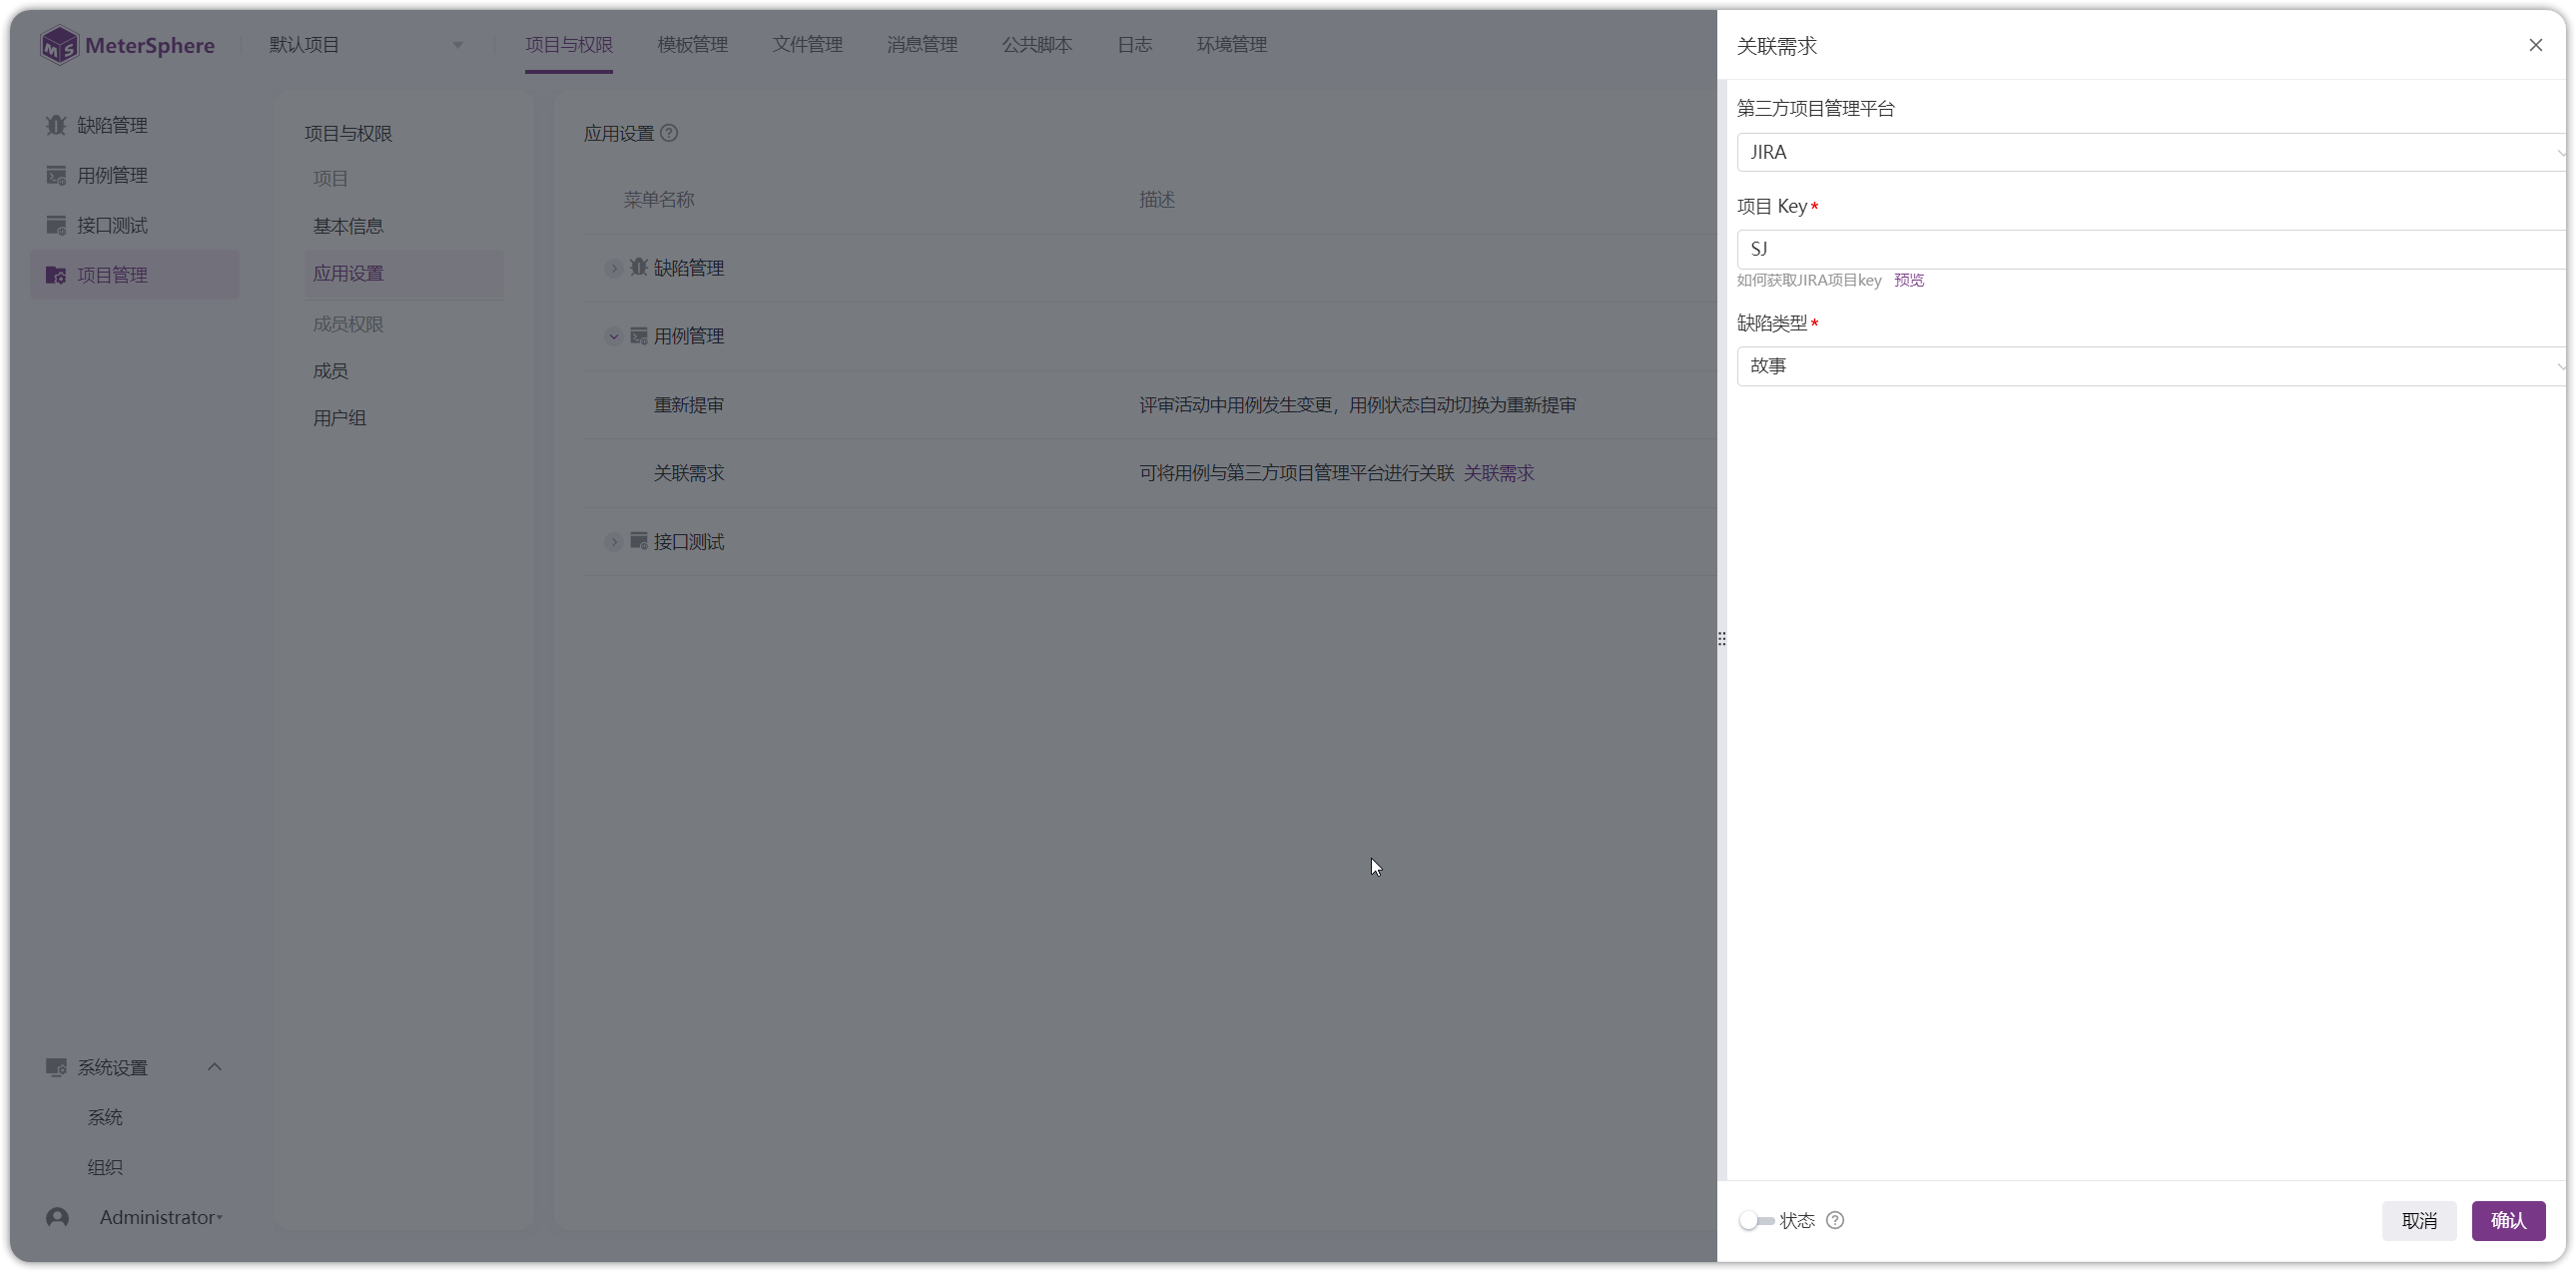 MeterSphere
默认项目
项目与权限
模板管理
文件管理
消息管理
公共脚本
日志
环境管理
缺陷管理
用例管理
接口测试
项目管理
系统设置
系统
组织
Administrator
项目与权限
项目
基本信息
应用设置
成员权限
成员
用户组
应用设置
菜单名称 描述
缺陷管理
用例管理
重新提审 评审活动中用例发生变更，用例状态自动切换为重新提审
关联需求 可将用例与第三方项目管理平台进行关联 关联需求
接口测试
关联需求
第三方项目管理平台
JIRA
项目 Key*
SJ
如何获取JIRA项目key 预览
缺陷类型*
故事
状态
取消
确认